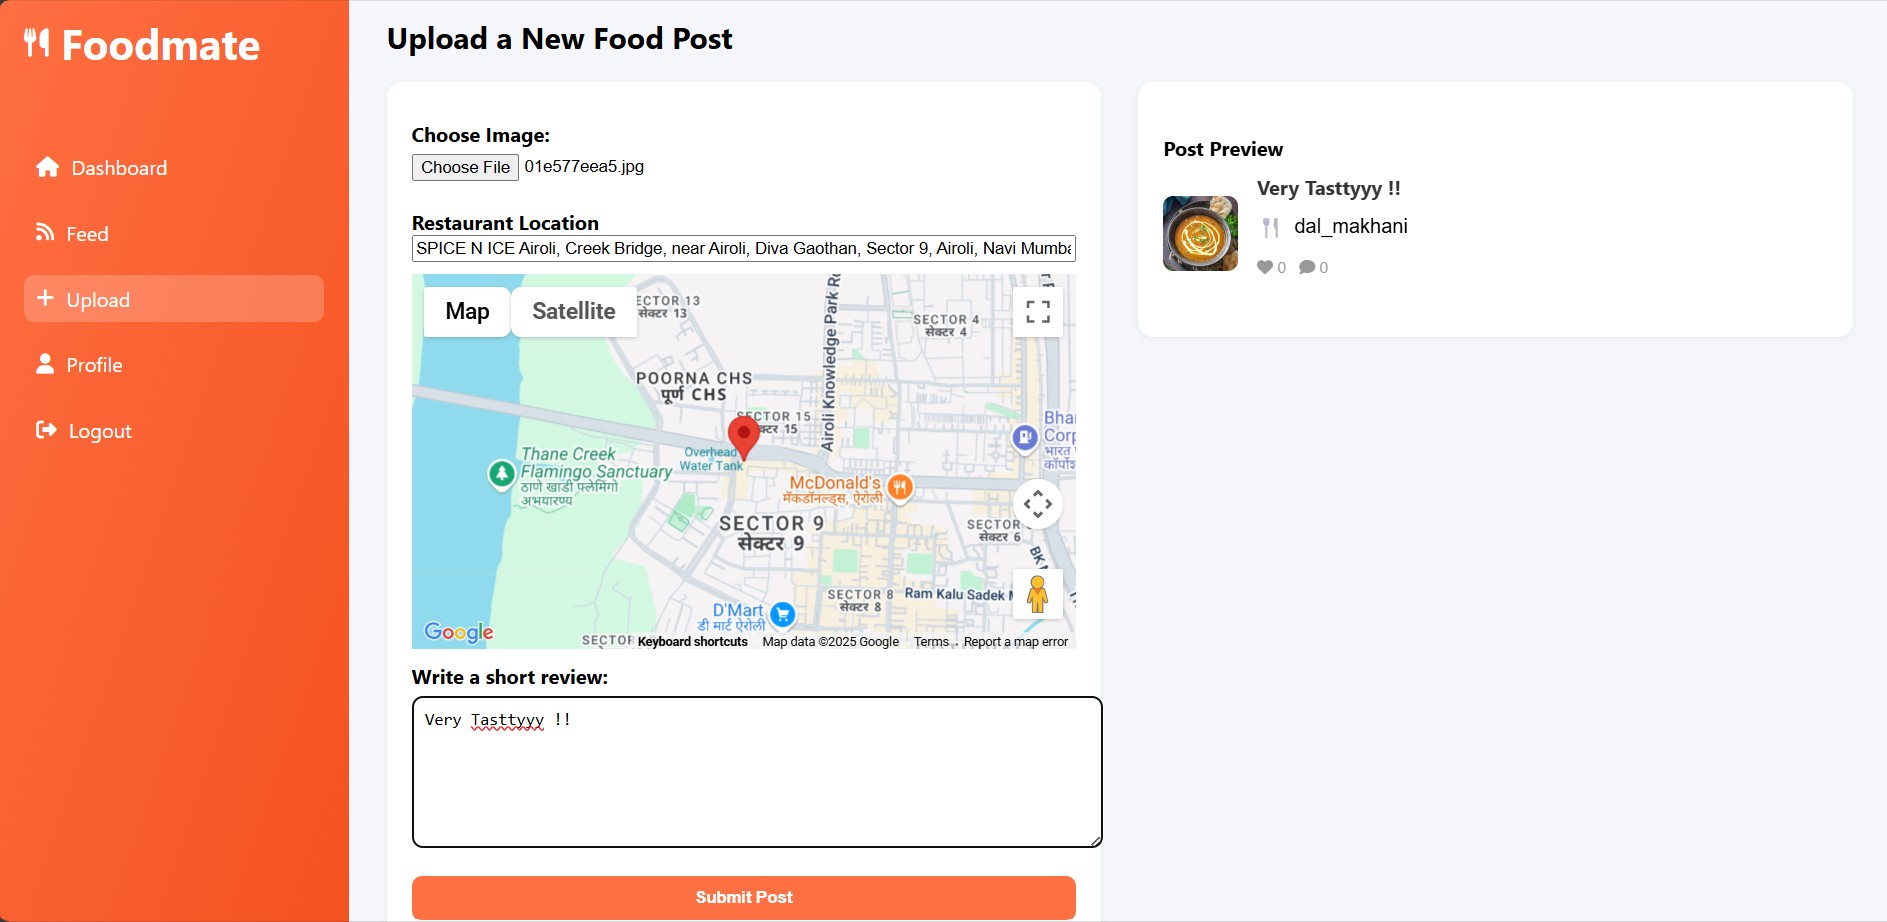 Foodmate
Dashboard
Feed
Upload
Profile
Logout
Upload a New Food Post
Choose Image:
Choose File 01e577eea5.jpg
Restaurant Location
SPICE N ICE Airoli, Creek Bridge, near Airoli, Diva Gaothan, Sector 9, Airoli, Navi Mumba
Map Satellite
ECTOR 13
सेक्टर 13
SECTOR 4
सेक्टर 4
Airoli Knowledge Park Ro
POORNA CHS
पूर्ण CHS
SECTOR 15
क्टर 15
Bhar
Corp
भारत
कॉर्पोश
Overhead
Water Tank
Thane Creek
Flamingo Sanctuary
ठाणे खाडी फ्लेमिंगो
अभयारण्य
McDonald's
मॅकडॉनल्ड्स, ऐरोली
SECTOR 9
सेक्टर 9
SECTOR
सेक्टर 6
BK
SECTOR 8
सेक्टर 8
Ram Kalu Sadek M
D'Mart
डी मार्ट ऐरोली
Google
SECTOR
Keyboard shortcuts Map data ©2025 Google Terms Report a map error
Write a short review:
Very Tasttyyy !!
Submit Post
Post Preview
Very Tasttyyy !!
dal_makhani
0 0